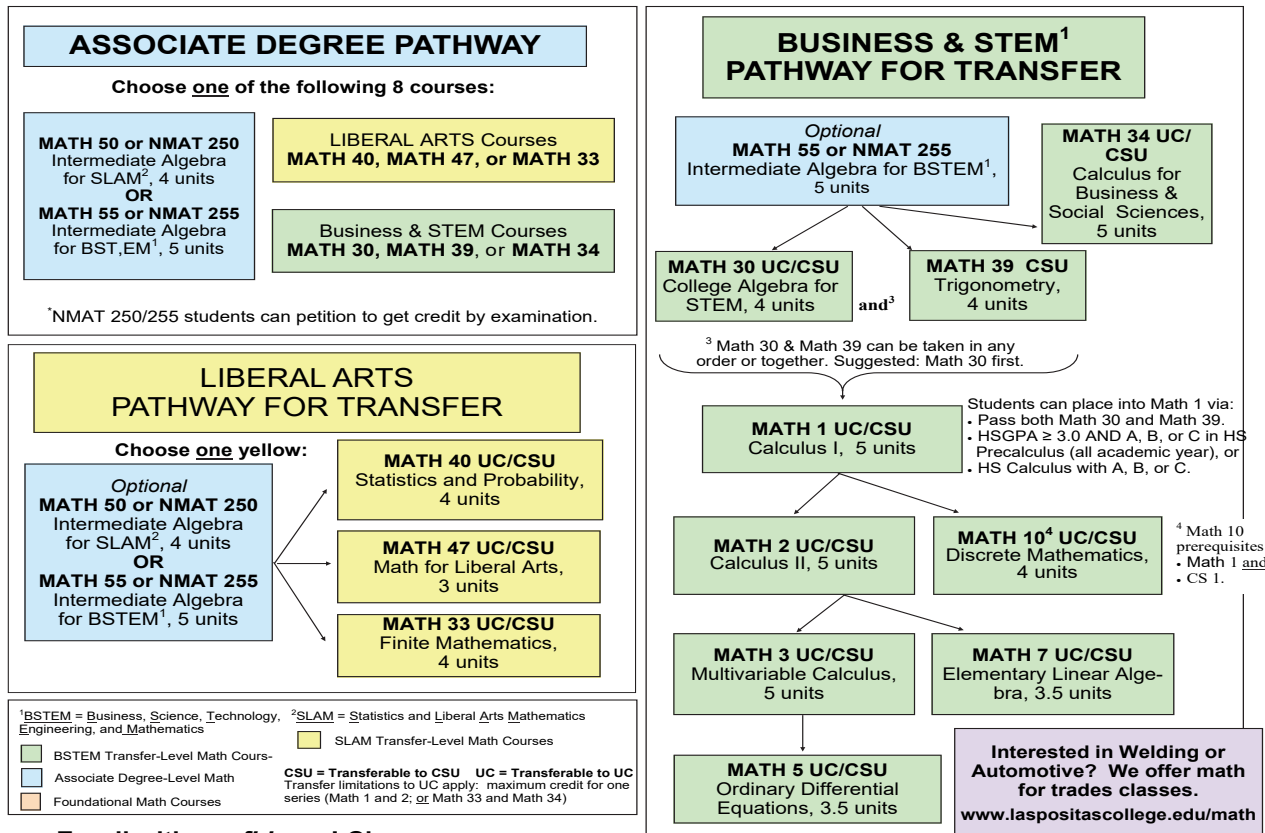 ASSOCIATE DEGREE PATHWAY
Choose one of the following 8 courses:
MATH 50 or NMAT 250
Intermediate Algebra
for SLAM², 4 units
OR
MATH 55 or NMAT 255
Intermediate Algebra
for BST,EM¹, 5 units
LIBERAL ARTS Courses
MATH 40, MATH 47, or MATH 33
Business & STEM Courses
MATH 30, MATH 39, or MATH 34
*NMAT 250/255 students can petition to get credit by examination.
LIBERAL ARTS
PATHWAY FOR TRANSFER
Choose one yellow:
Optional
MATH 50 or NMAT 250
Intermediate Algebra
for SLAM², 4 units
OR
MATH 55 or NMAT 255
Intermediate Algebra
for BSTEM¹, 5 units
MATH 40 UC/CSU
Statistics and Probability,
4 units
MATH 47 UC/CSU
Math for Liberal Arts,
3 units
MATH 33 UC/CSU
Finite Mathematics,
4 units
¹BSTEM = Business, Science, Technology,
Engineering, and Mathematics
²SLAM = Statistics and Liberal Arts Mathematics
SLAM Transfer-Level Math Courses
BSTEM Transfer-Level Math Cours-
Associate Degree-Level Math
Foundational Math Courses
CSU = Transferable to CSU UC = Transferable to UC
Transfer limitations to UC apply: maximum credit for one
series (Math 1 and 2; or Math 33 and Math 34)
BUSINESS & STEM¹
PATHWAY FOR TRANSFER
Optional
MATH 55 or NMAT 255
Intermediate Algebra for BSTEM¹,
5 units
MATH 34 UC/
CSU
Calculus for
Business &
Social Sciences,
5 units
MATH 30 UC/CSU
College Algebra for
STEM, 4 units
and³
MATH 39 CSU
Trigonometry,
4 units
³ Math 30 & Math 39 can be taken in any
order or together. Suggested: Math 30 first.
MATH 1 UC/CSU
Calculus I, 5 units
Students can place into Math 1 via:
• Pass both Math 30 and Math 39.
• HSGPA ≥ 3.0 AND A, B, or C in HS
Precalculus (all academic year), or
• HS Calculus with A, B, or C.
MATH 2 UC/CSU
Calculus II, 5 units
MATH 10⁴ UC/CSU
Discrete Mathematics,
4 units
⁴ Math 10
prerequisites
• Math 1 and
• CS 1.
MATH 3 UC/CSU
Multivariable Calculus,
5 units
MATH 7 UC/CSU
Elementary Linear Alge-
bra, 3.5 units
MATH 5 UC/CSU
Ordinary Differential
Equations, 3.5 units
Interested in Welding or
Automotive? We offer math
for trades classes.
www.laspositascollege.edu/math